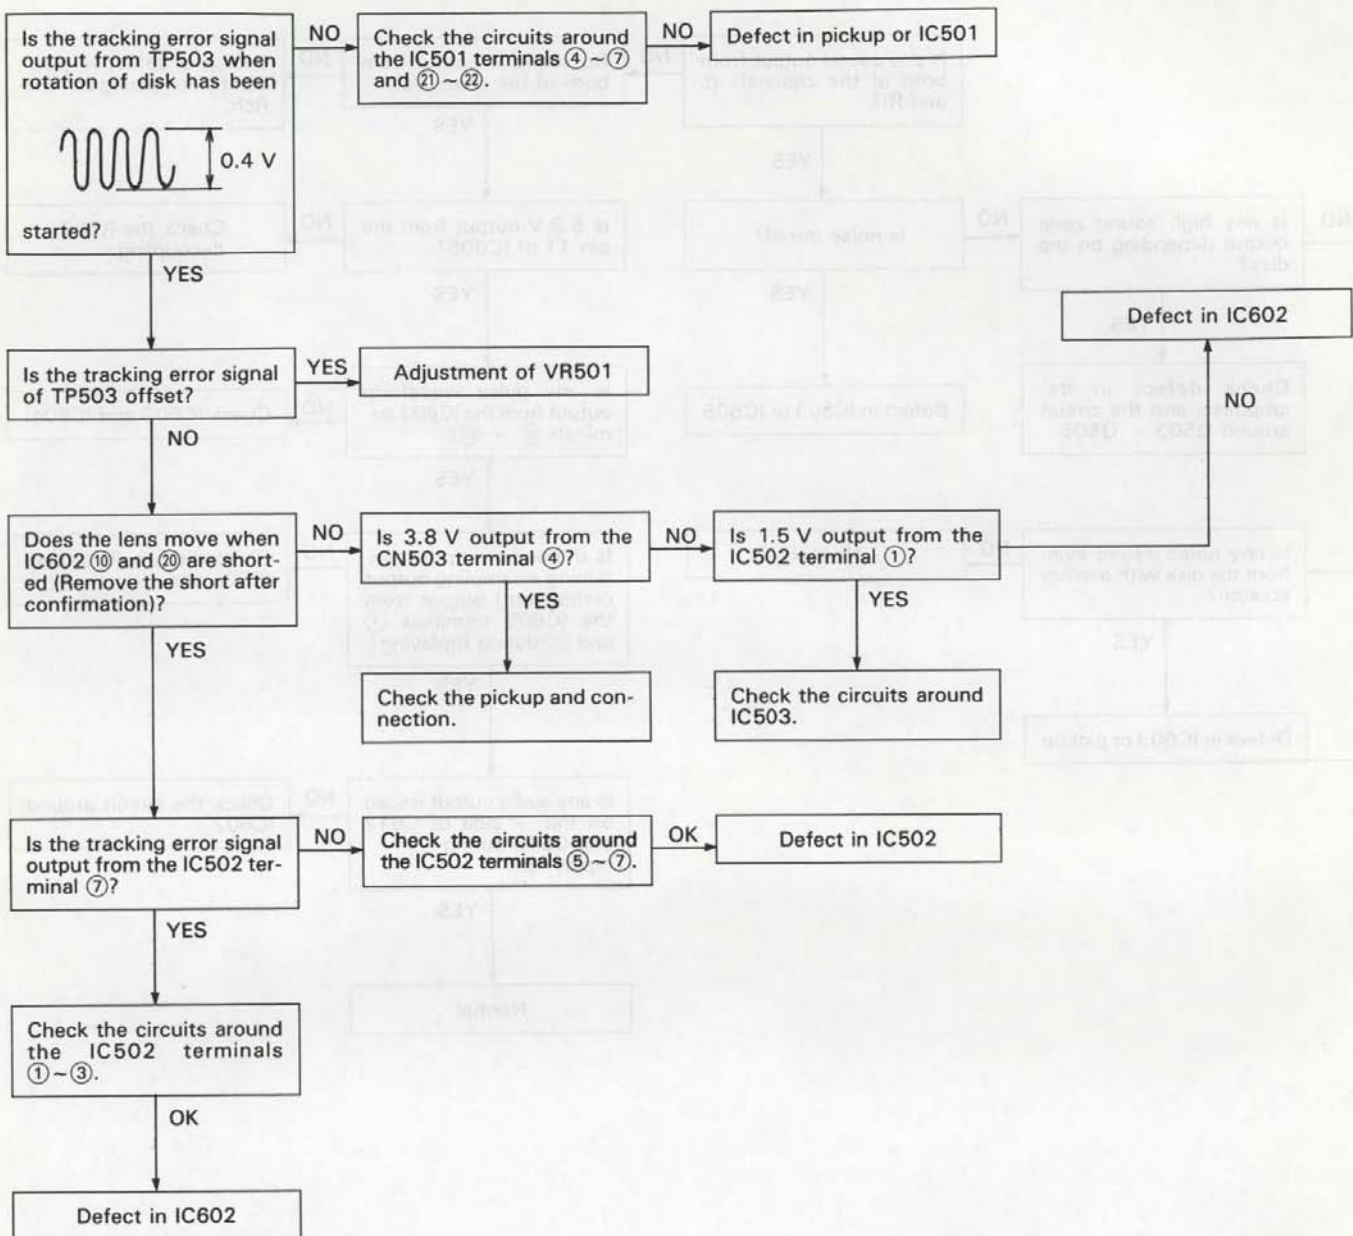 Is the tracking error signal
output from TP503 when
rotation of disk has been
0.4 V
started?
NO
Check the circuits around
the IC501 terminals ④~⑦
and ㉑~㉒.
NO
Defect in pickup or IC501
YES
Is the tracking error signal
of TP503 offset?
YES
Adjustment of VR501
Defect in IC602
NO
NO
Does the lens move when
IC602 ⑩ and ⑳ are short-
ed (Remove the short after
confirmation)?
NO
Is 3.8 V output from the
CN503 terminal ④?
NO
Is 1.5 V output from the
IC502 terminal ①?
YES
YES
YES
Check the pickup and con-
nection.
Check the circuits around
IC503.
Is the tracking error signal
output from the IC502 ter-
minal ⑦?
NO
Check the circuits around
the IC502 terminals ⑤~⑦.
OK
Defect in IC502
YES
Check the circuits around
the IC502 terminals
①~③.
OK
Defect in IC602